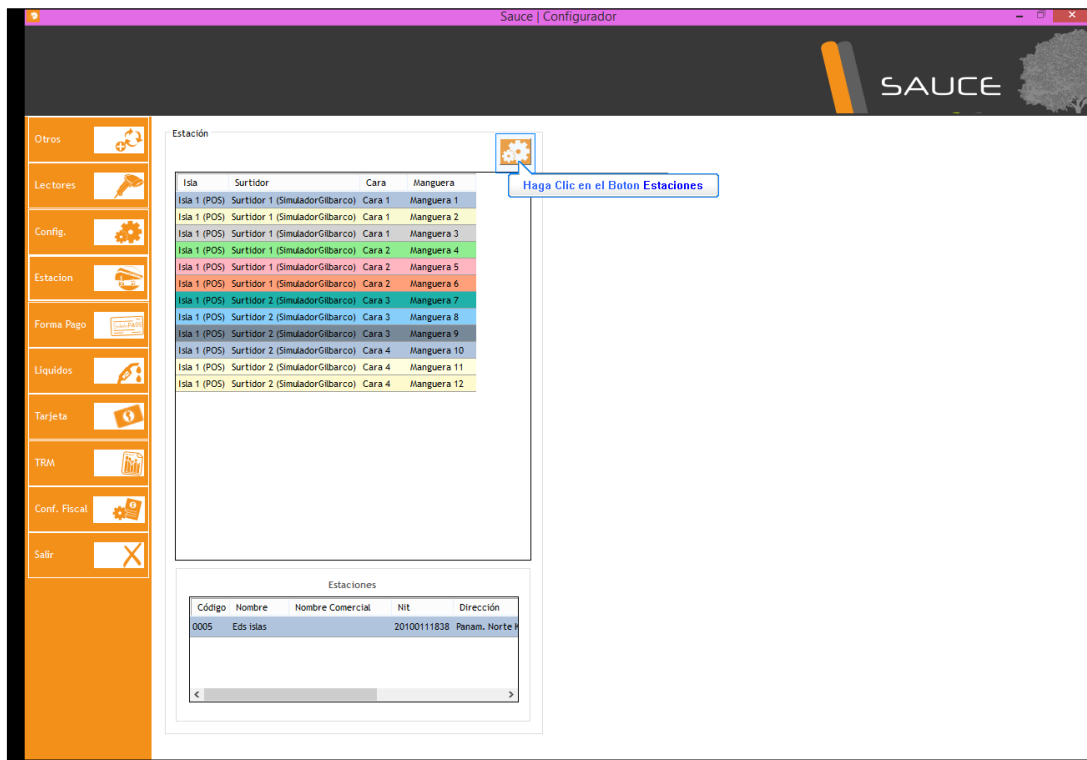 Sauce | Configurador
SAUCE
Otros
Lectores
Config.
Estacion
Forma Pago
Liquidos
Tarjeta
TRM
Conf. Fiscal
Salir
Estación
Haga Clic en el Boton Estaciones
Isla Surtidor Cara Manguera
Isla 1 (POS) Surtidor 1 (SimuladorGilbarco) Cara 1 Manguera 1
Isla 1 (POS) Surtidor 1 (SimuladorGilbarco) Cara 1 Manguera 2
Isla 1 (POS) Surtidor 1 (SimuladorGilbarco) Cara 1 Manguera 3
Isla 1 (POS) Surtidor 1 (SimuladorGilbarco) Cara 2 Manguera 4
Isla 1 (POS) Surtidor 1 (SimuladorGilbarco) Cara 2 Manguera 5
Isla 1 (POS) Surtidor 1 (SimuladorGilbarco) Cara 2 Manguera 6
Isla 1 (POS) Surtidor 2 (SimuladorGilbarco) Cara 3 Manguera 7
Isla 1 (POS) Surtidor 2 (SimuladorGilbarco) Cara 3 Manguera 8
Isla 1 (POS) Surtidor 2 (SimuladorGilbarco) Cara 3 Manguera 9
Isla 1 (POS) Surtidor 2 (SimuladorGilbarco) Cara 4 Manguera 10
Isla 1 (POS) Surtidor 2 (SimuladorGilbarco) Cara 4 Manguera 11
Isla 1 (POS) Surtidor 2 (SimuladorGilbarco) Cara 4 Manguera 12
Estaciones
Código Nombre Nombre Comercial Nit Dirección
0005 Eds islas 20100111838 Panam. Norte K